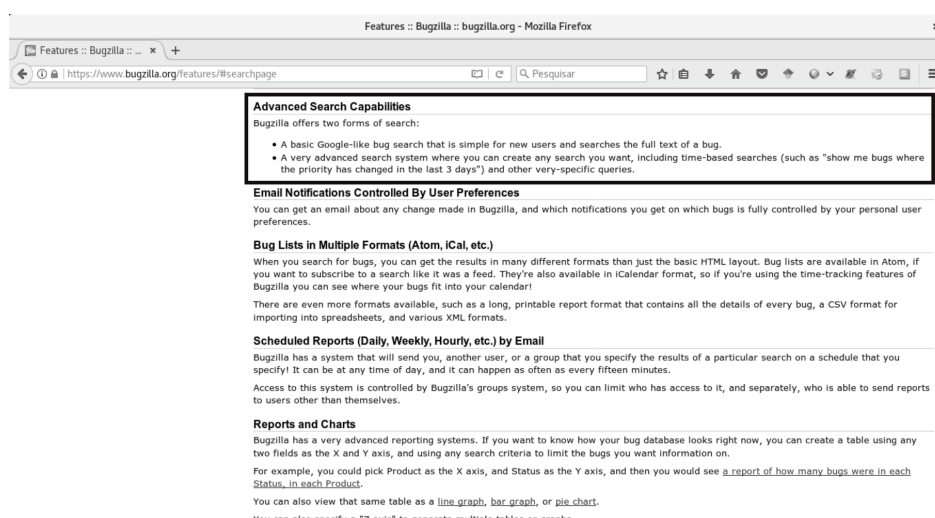 Features :: Bugzilla :: bugzilla.org - Mozilla Firefox
Features :: Bugzilla :: ... × +
https://www.bugzilla.org/features/#searchpage
Pesquisar
Advanced Search Capabilities
Bugzilla offers two forms of search:
• A basic Google-like bug search that is simple for new users and searches the full text of a bug.
• A very advanced search system where you can create any search you want, including time-based searches (such as "show me bugs where
the priority has changed in the last 3 days") and other very-specific queries.
Email Notifications Controlled By User Preferences
You can get an email about any change made in Bugzilla, and which notifications you get on which bugs is fully controlled by your personal user
preferences.
Bug Lists in Multiple Formats (Atom, iCal, etc.)
When you search for bugs, you can get the results in many different formats than just the basic HTML layout. Bug lists are available in Atom, if
you want to subscribe to a search like it was a feed. They're also available in iCalendar format, so if you're using the time-tracking features of
Bugzilla you can see where your bugs fit into your calendar!
There are even more formats available, such as a long, printable report format that contains all the details of every bug, a CSV format for
importing into spreadsheets, and various XML formats.
Scheduled Reports (Daily, Weekly, Hourly, etc.) by Email
Bugzilla has a system that will send you, another user, or a group that you specify the results of a particular search on a schedule that you
specify! It can be at any time of day, and it can happen as often as every fifteen minutes.
Access to this system is controlled by Bugzilla's groups system, so you can limit who has access to it, and separately, who is able to send reports
to users other than themselves.
Reports and Charts
Bugzilla has a very advanced reporting systems. If you want to know how your bug database looks right now, you can create a table using any
two fields as the X and Y axis, and using any search criteria to limit the bugs you want information on.
For example, you could pick Product as the X axis, and Status as the Y axis, and then you would see a report of how many bugs were in each
Status, in each Product.
You can also view that same table as a line graph, bar graph, or pie chart.